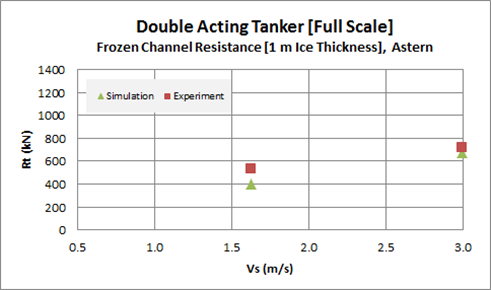 Double Acting Tanker [Full Scale]
Frozen Channel Resistance [1 m Ice Thickness], Astern
1400
1200
1000
800
600
400
200
0
Rt (kN)
Simulation Experiment
0.5 1.0 1.5 2.0 2.5 3.0
Vs (m/s)